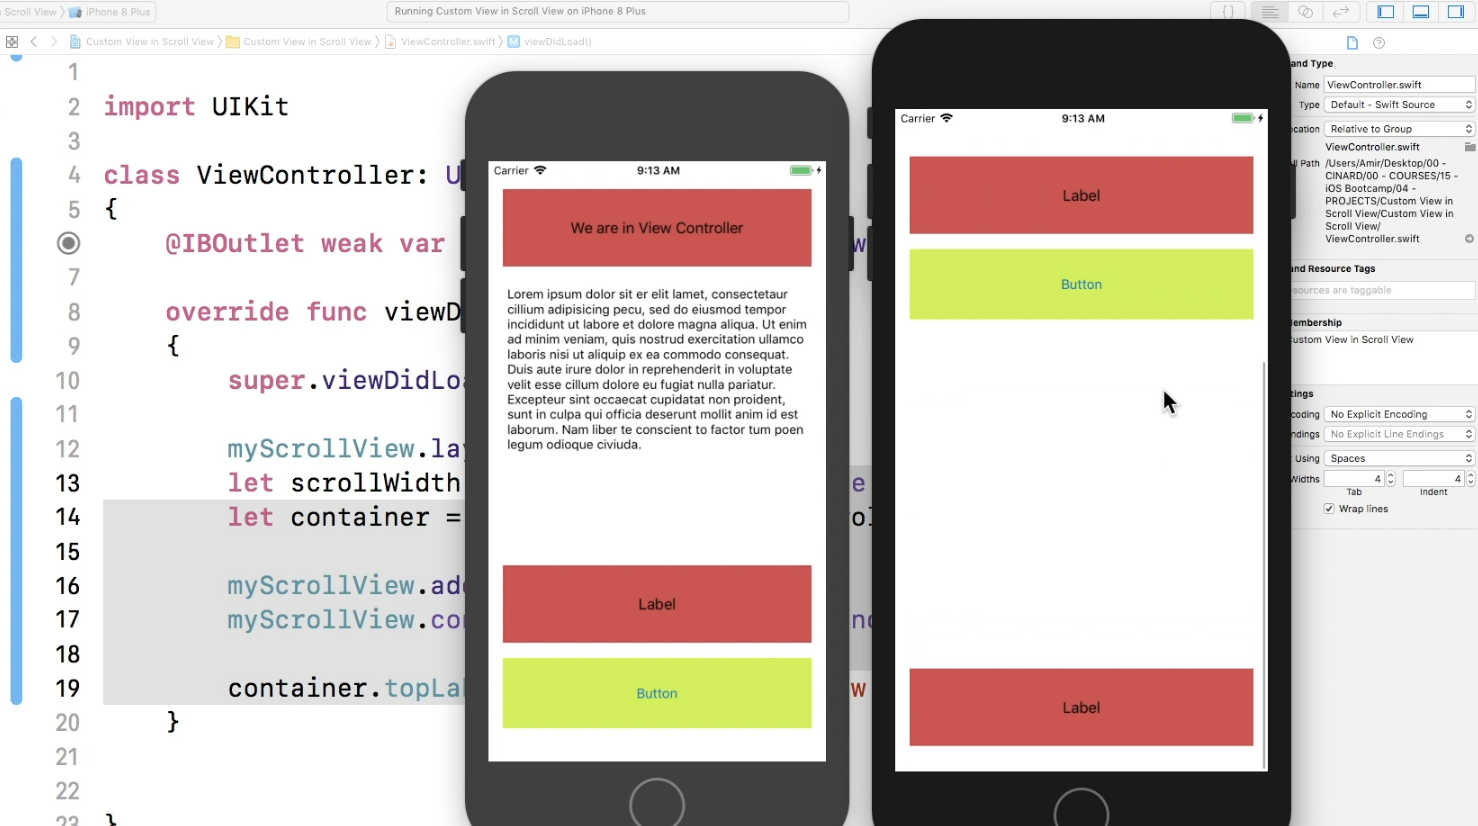 Scroll View
iPhone 8 Plus
Running Custom View in Scroll View on iPhone 8 Plus
Custom View in Scroll View
Custom View in Scroll View
ViewController.swift
M viewDidLoad()
1
2 import UIKit
3
4 class ViewController: U
5 {
@IBOutlet weak var w
7
8 override func viewD
9 {
10 super.viewDidLoa
11
12 myScrollView.lay
13 let scrollWidth e
14 let container = rol
15
16 myScrollView.add
17 myScrollView.con nd
18
19 container.topLab w
20 }
21
22
23 }
Carrier 9:13 AM
We are in View Controller
Lorem ipsum dolor sit er elit lamet, consectetaur
cillium adipisicing pecu, sed do eiusmod tempor
incididunt ut labore et dolore magna aliqua. Ut enim
ad minim veniam, quis nostrud exercitation ullamco
laboris nisi ut aliquip ex ea commodo consequat.
Duis aute irure dolor in reprehenderit in voluptate
velit esse cillum dolore eu fugiat nulla pariatur.
Excepteur sint occaecat cupidatat non proident,
sunt in culpa qui officia deserunt mollit anim id est
laborum. Nam liber te conscient to factor tum poen
legum odioque civiuda.
Label
Button
Carrier 9:13 AM
Label
Button
Label
and Type
Name ViewController.swift
Type Default - Swift Source
ocation Relative to Group
ViewController.swift
ll Path /Users/Amir/Desktop/00 -
CINARD/00 - COURSES/15 -
iOS Bootcamp/04 -
PROJECTS/Custom View in
Scroll View/Custom View in
Scroll View/
ViewController.swift
and Resource Tags
sources are taggable
embership
ustom View in Scroll View
ttings
coding No Explicit Encoding
ndings No Explicit Line Endings
t Using Spaces
Widths 4 4
Tab Indent
Wrap lines